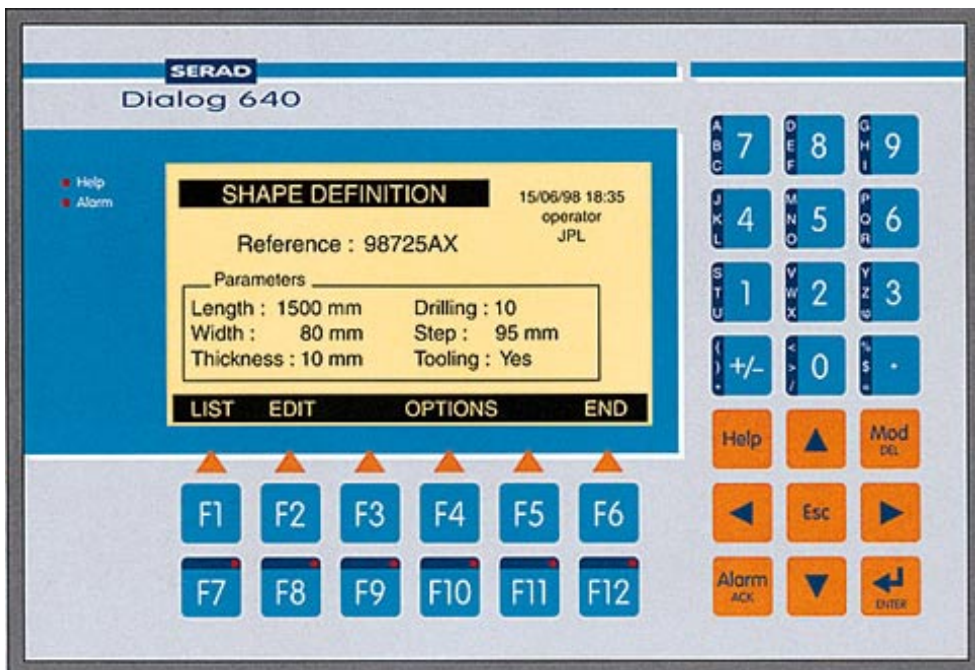 SERAD
Dialog 640
Help
Alarm
SHAPE DEFINITION
15/06/98 18:35
operator
JPL
Reference : 98725AX
Parameters
Length : 1500 mm
Drilling : 10
Width : 80 mm
Step : 95 mm
Thickness : 10 mm
Tooling : Yes
LIST EDIT OPTIONS END
F1 F2 F3 F4 F5 F6
F7 F8 F9 F10 F11 F12
A B C 7 D E F 8 G H I 9
J K L 4 M N O 5 P Q R 6
S T U 1 V W X 2 Y Z 3
( ) +/- < > / 0 % $ =
Help ▲ Mod DEL
◀ Esc ▶
Alarm ACK ▼ ENTER